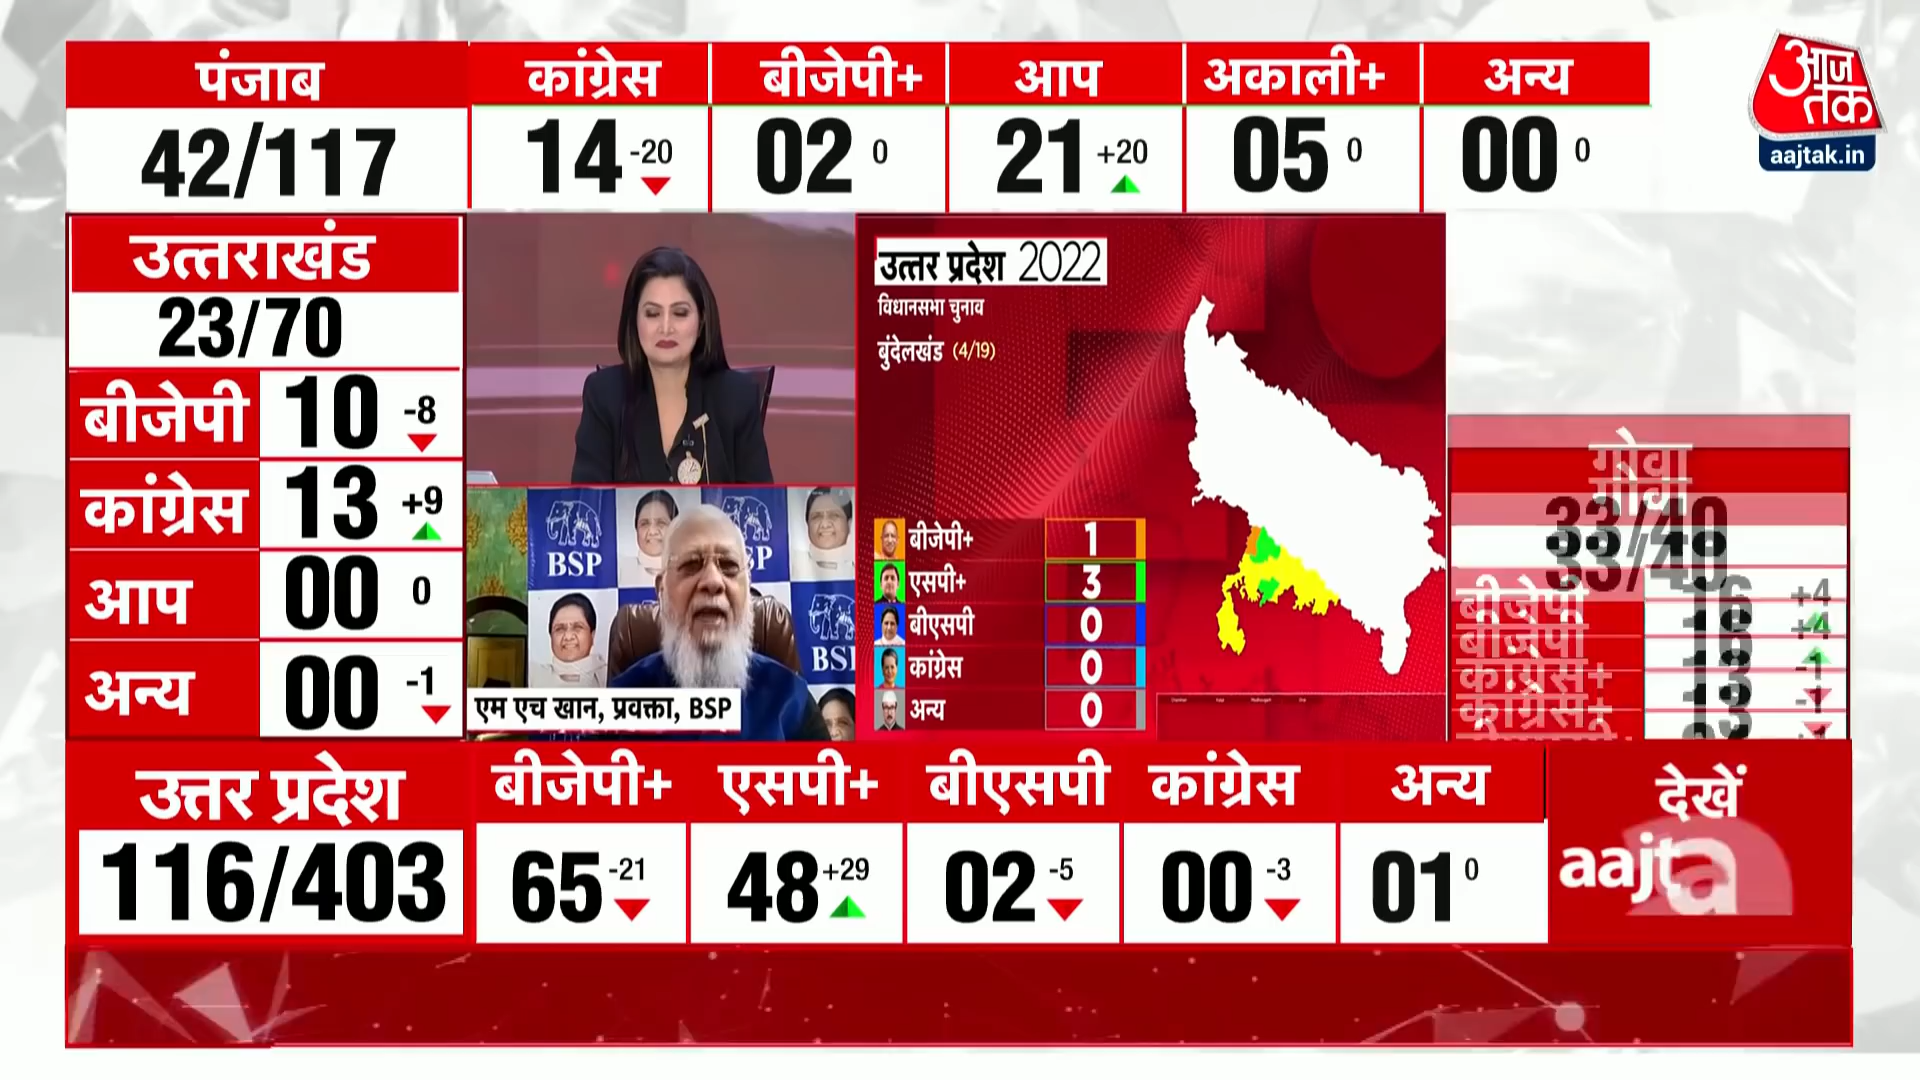 पंजाब
42/117
कांग्रेस
14 -20
बीजेपी+
02 0
आप
21 +20
अकाली+
05 0
अन्य
00 0
आज
तक
aajtak.in
उत्तराखंड
23/70
बीजेपी 10 -8
कांग्रेस 13 +9
आप 00 0
अन्य 00 -1
BSP
BSP
एम एच खान, प्रवक्ता, BSP
उत्तर प्रदेश 2022
विधानसभा चुनाव
बुंदेलखंड (4/19)
बीजेपी+ 1
एसपी+ 3
बीएसपी 0
कांग्रेस 0
अन्य 0
गोवा
33/40
बीजेपी +4
कांग्रेस+ -1
उत्तर प्रदेश
116/403
बीजेपी+
65 -21
एसपी+
48 +29
बीएसपी
02 -5
कांग्रेस
00 -3
अन्य
01 0
देखें
aajt